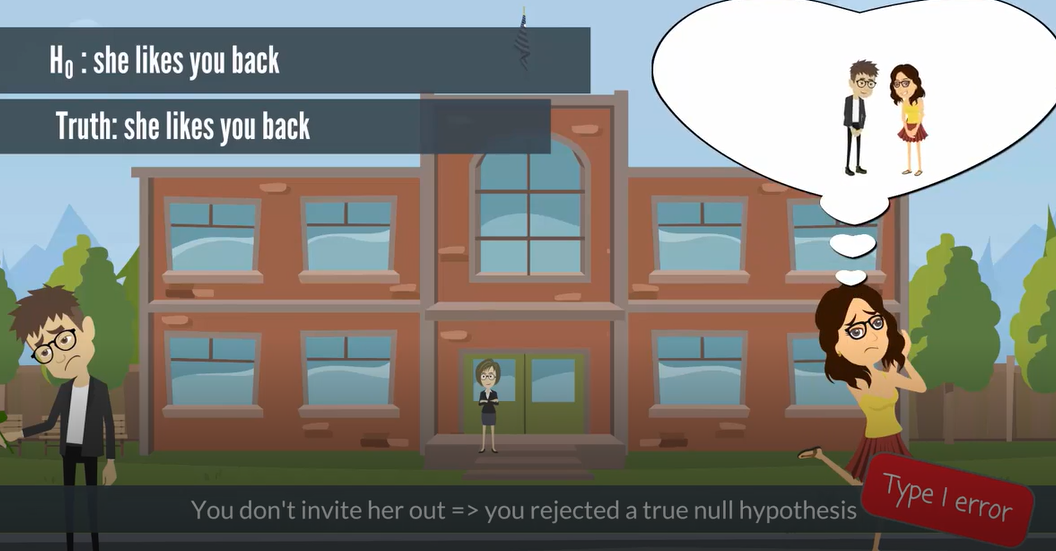 H₀ : she likes you back
Truth: she likes you back
You don't invite her out => you rejected a true null hypothesis
Type I error